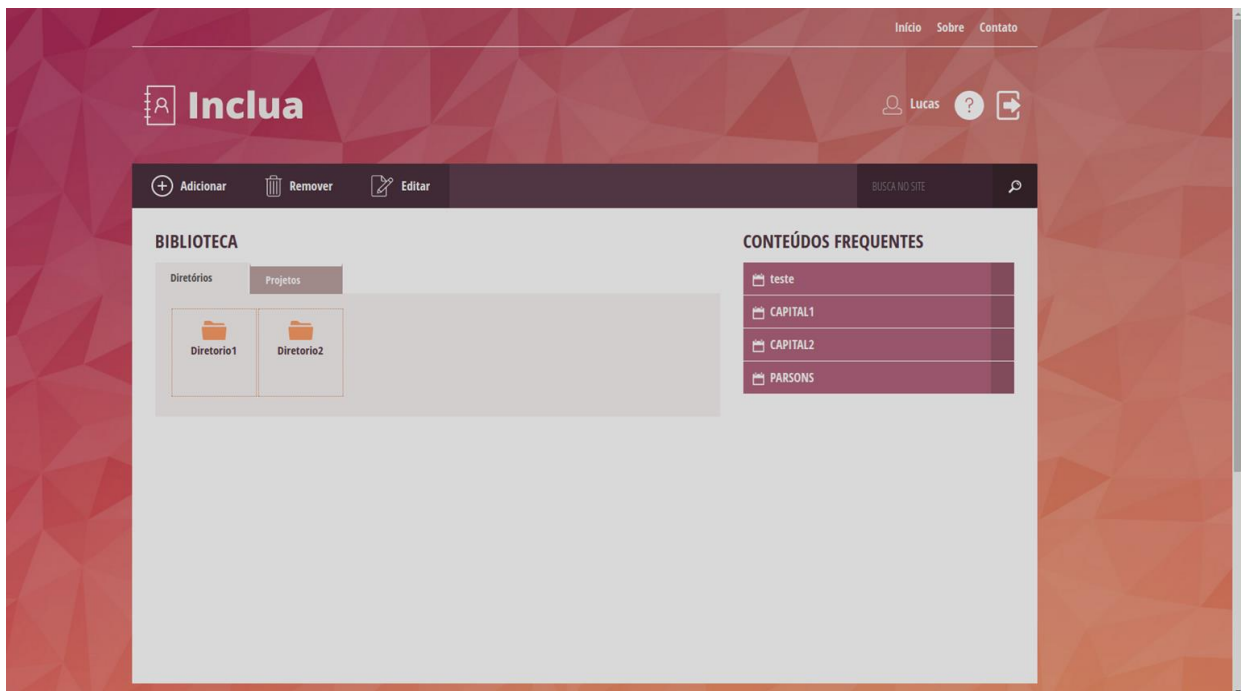 Início Sobre Contato
Inclua
Lucas ?
Adicionar Remover Editar BUSCA NO SITE
BIBLIOTECA
Diretórios Projetos
Diretorio1 Diretorio2
CONTEÚDOS FREQUENTES
teste
CAPITAL1
CAPITAL2
PARSONS